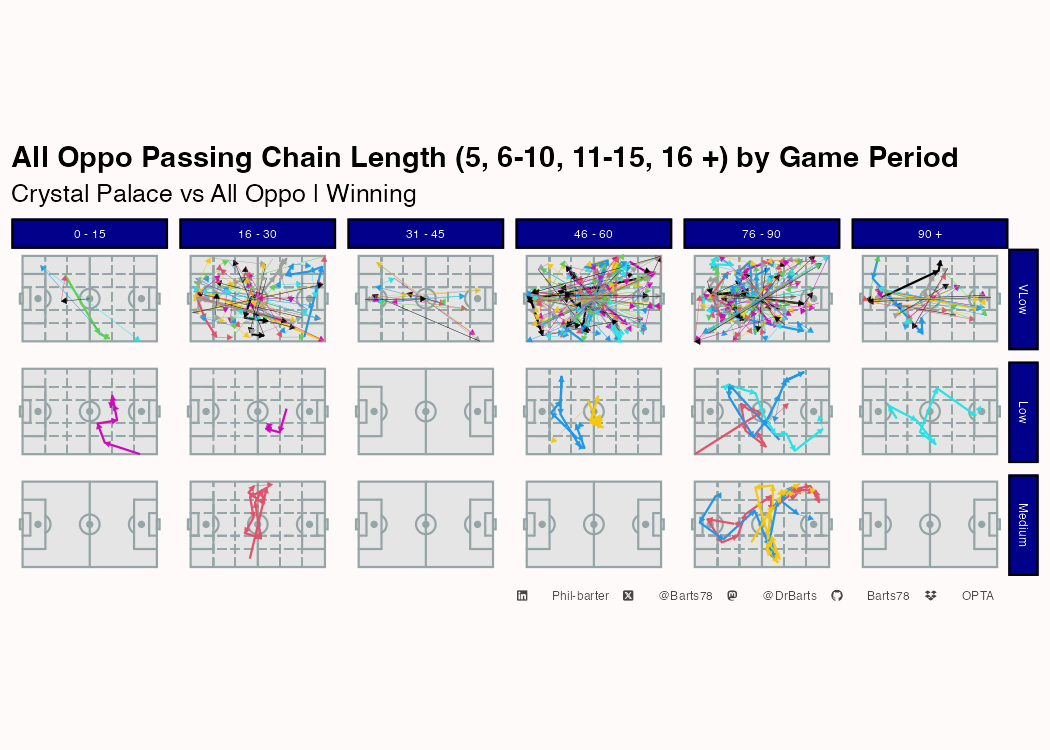 All Oppo Passing Chain Length (5, 6-10, 11-15, 16 +) by Game Period
Crystal Palace vs All Oppo | Winning
0 - 15 16 - 30 31 - 45 46 - 60 76 - 90 90 +
VLow
Low
Medium
Phil-barter @Barts78 @DrBarts Barts78 OPTA